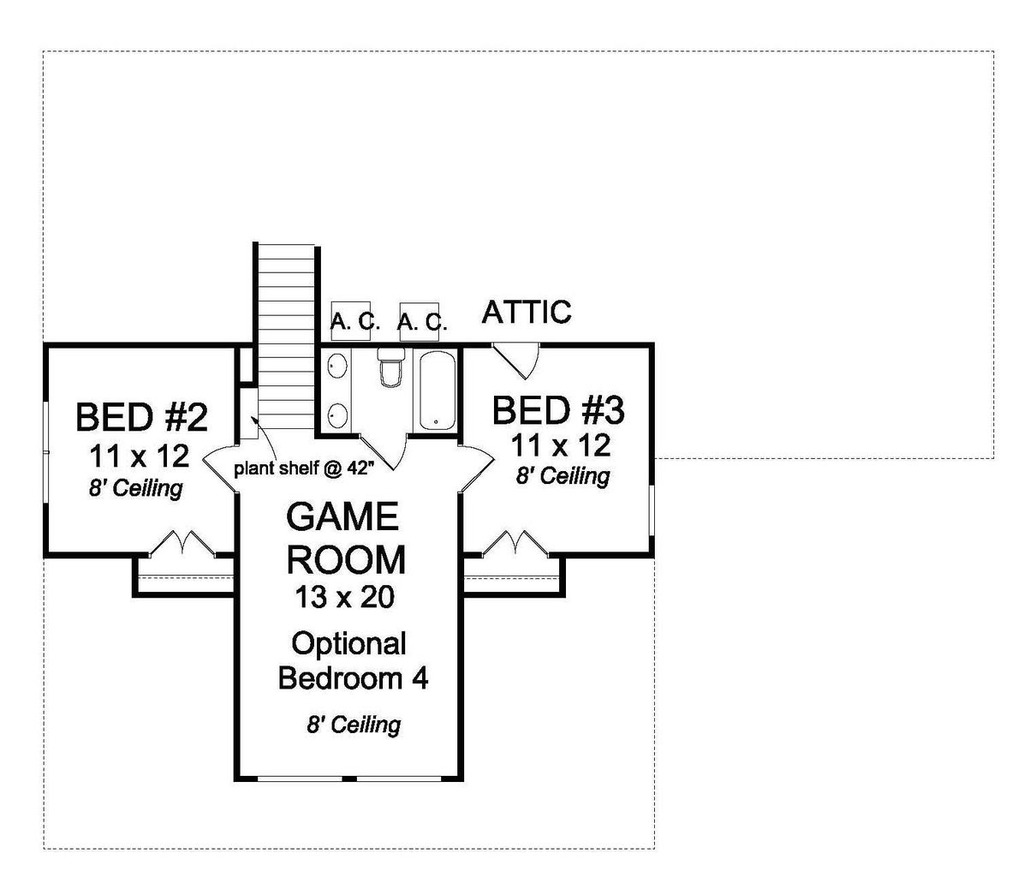 ATTIC
A. C. A. C.
BED #2
11 x 12
8' Ceiling
BED #3
11 x 12
8' Ceiling
plant shelf @ 42"
GAME
ROOM
13 x 20
Optional
Bedroom 4
8' Ceiling